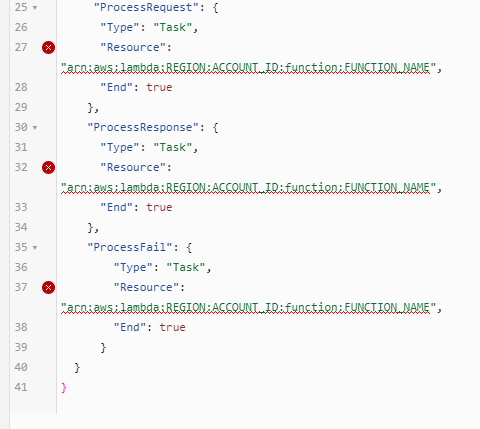 25 "ProcessRequest": {
26 "Type": "Task",
27 "Resource":
"arn:aws:lambda:REGION:ACCOUNT_ID:function:FUNCTION_NAME",
28 "End": true
29 },
30 "ProcessResponse": {
31 "Type": "Task",
32 "Resource":
"arn:aws:lambda:REGION:ACCOUNT_ID:function:FUNCTION_NAME",
33 "End": true
34 },
35 "ProcessFail": {
36 "Type": "Task",
37 "Resource":
"arn:aws:lambda:REGION:ACCOUNT_ID:function:FUNCTION_NAME",
38 "End": true
39 }
40 }
41 }